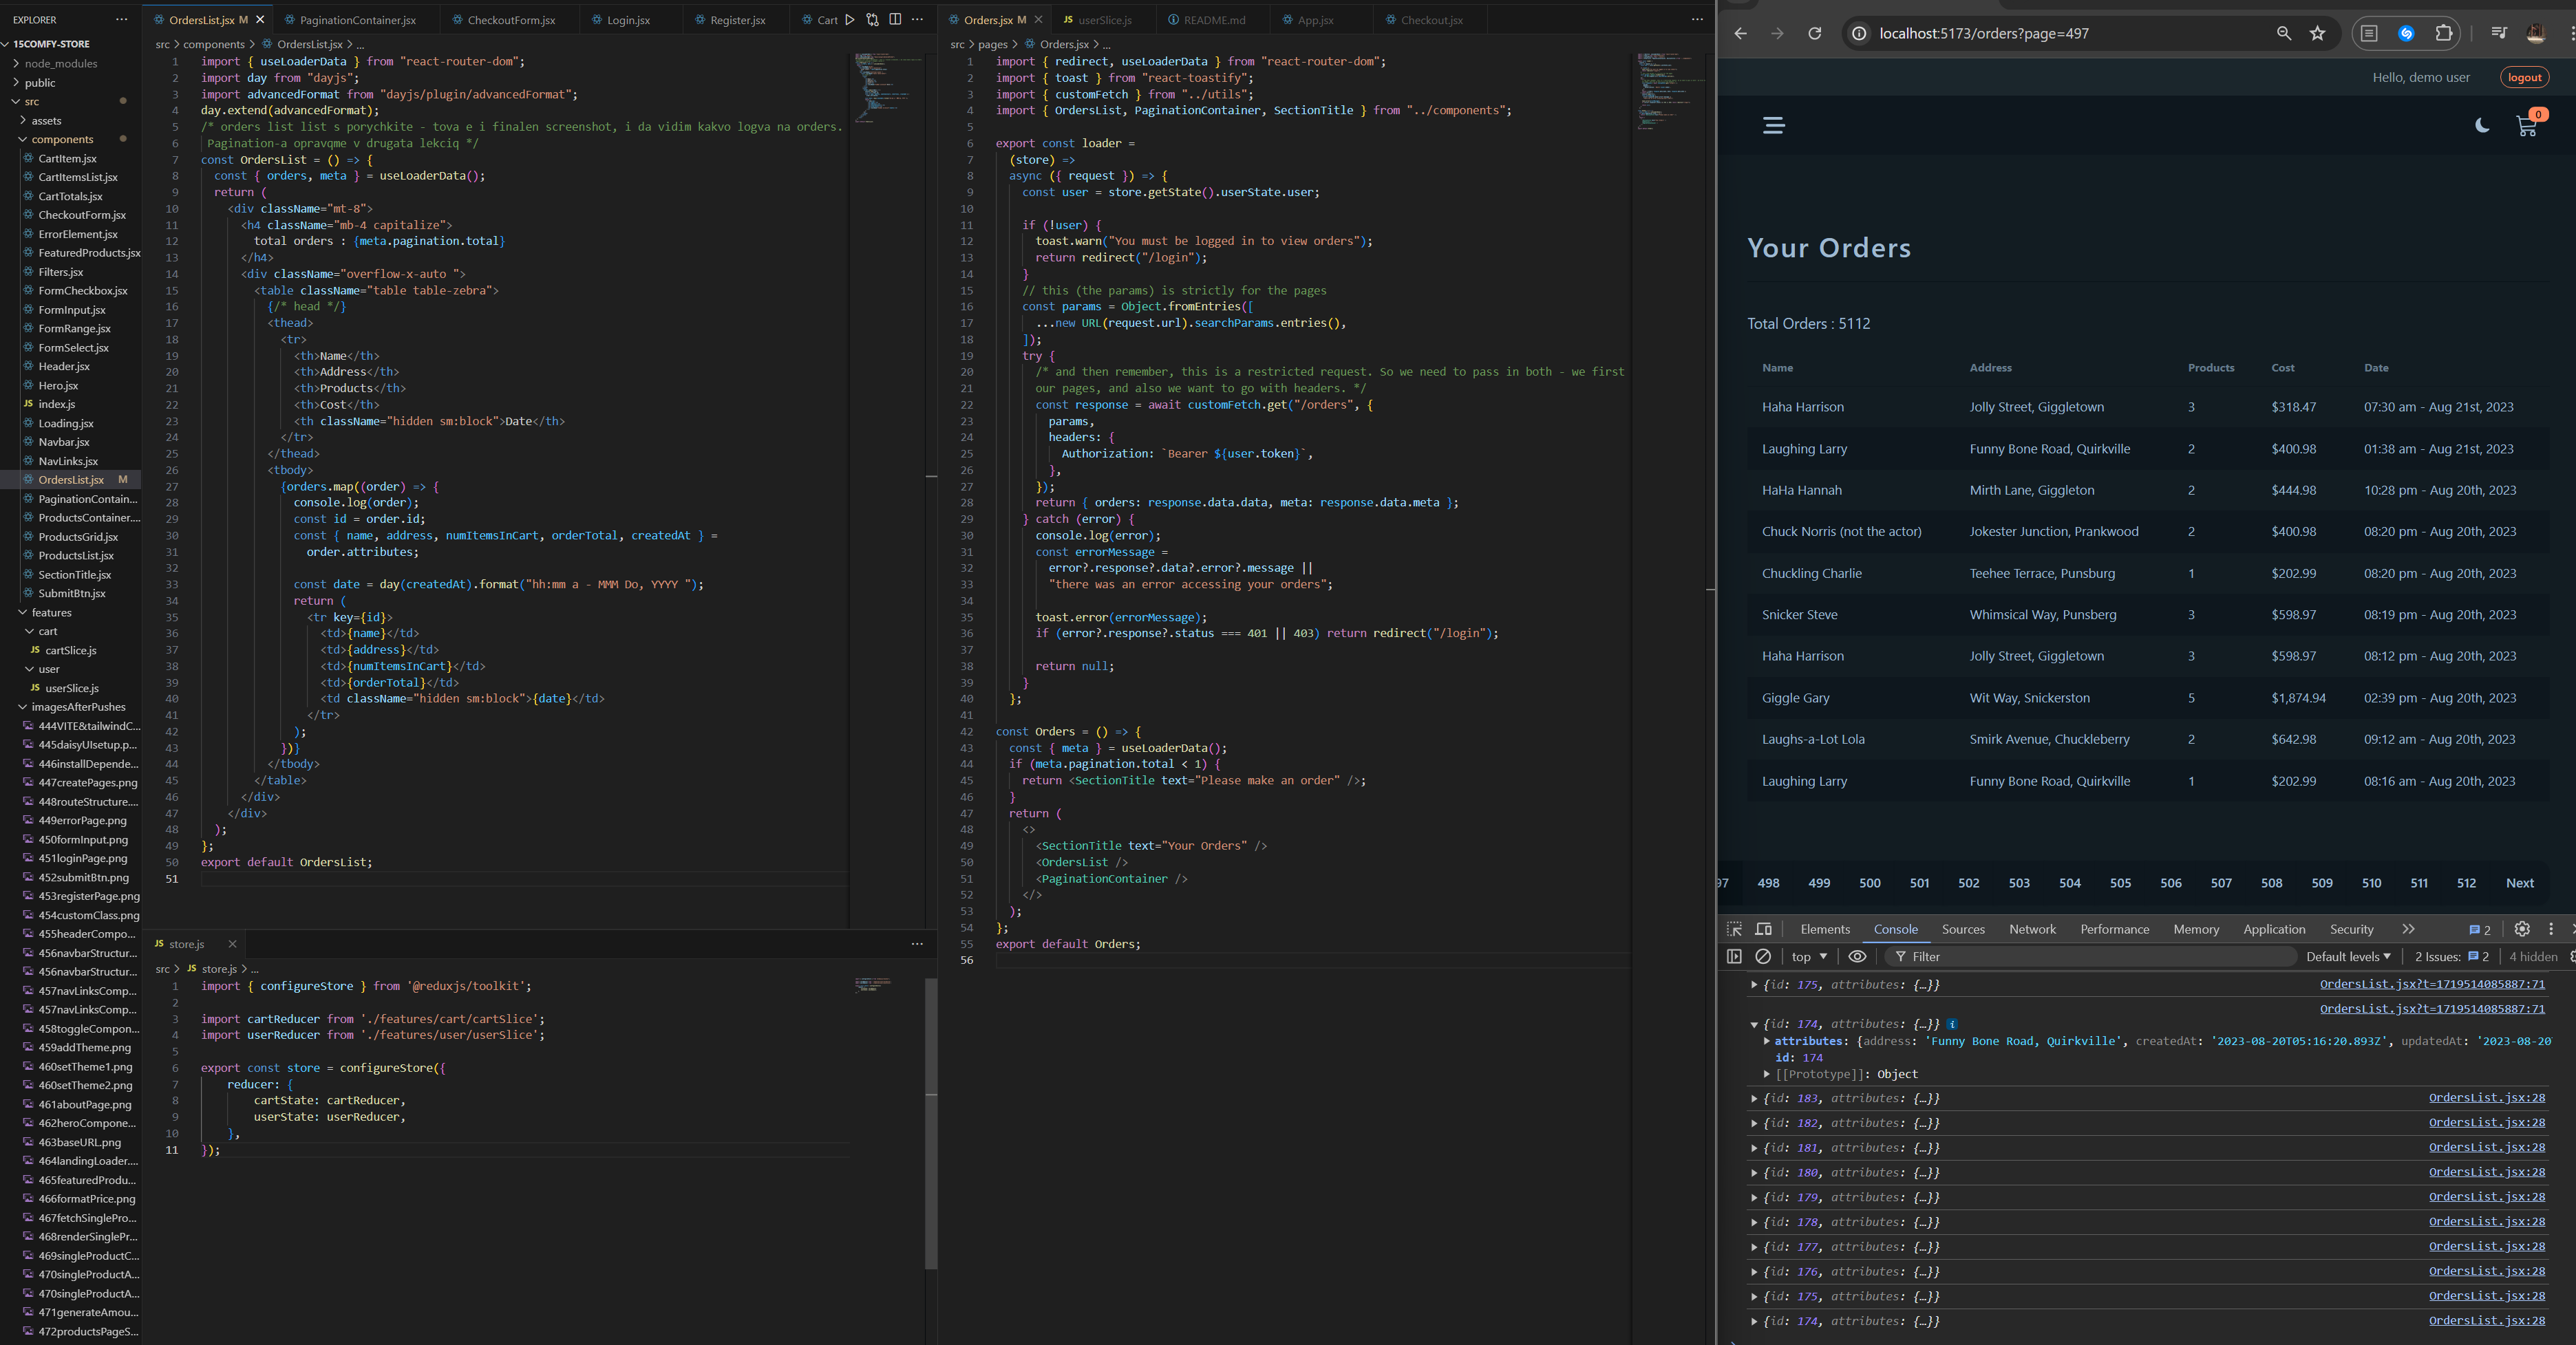 EXPLORER
15COMFY-STORE
node_modules
public
src
assets
components
CartItem.jsx
CartItemsList.jsx
CartTotals.jsx
CheckoutForm.jsx
ErrorElement.jsx
FeaturedProducts.jsx
Filters.jsx
FormCheckbox.jsx
FormInput.jsx
FormRange.jsx
FormSelect.jsx
Header.jsx
Hero.jsx
JS index.js
Loading.jsx
Navbar.jsx
NavLinks.jsx
OrdersList.jsx M
PaginationContain...
ProductsContainer....
ProductsGrid.jsx
ProductsList.jsx
SectionTitle.jsx
SubmitBtn.jsx
features
cart
JS cartSlice.js
user
JS userSlice.js
imagesAfterPushes
444VITE&tailwindC...
445daisyUIsetup.p...
446installDepende...
447createPages.png
448routeStructure....
449errorPage.png
450formInput.png
451loginPage.png
452submitBtn.png
453registerPage.png
454customClass.png
455headerCompo...
456navbarStructur...
456navbarStructur...
457navLinksComp...
457navLinksComp...
458toggleCompon...
459addTheme.png
460setTheme1.png
460setTheme2.png
461aboutPage.png
462heroCompone...
463baseURL.png
464landingLoader....
465featuredProdu...
466formatPrice.png
467fetchSinglePro...
468renderSinglePr...
469singleProductC...
470singleProductA...
470singleProductA...
471generateAmou...
472productsPageS...
OrdersList.jsx M
PaginationContainer.jsx
CheckoutForm.jsx
Login.jsx
Register.jsx
Cart
src > components > OrdersList.jsx > ...
1 import { useLoaderData } from "react-router-dom";
2 import day from "dayjs";
3 import advancedFormat from "dayjs/plugin/advancedFormat";
4 day.extend(advancedFormat);
5 /* orders list list s porychkite - tova e i finalen screenshot, i da vidim kakvo logva na orders.
6 Pagination-a opravqme v drugata lekciq */
7 const OrdersList = () => {
8 const { orders, meta } = useLoaderData();
9 return (
10 <div className="mt-8">
11 <h4 className="mb-4 capitalize">
12 total orders : {meta.pagination.total}
13 </h4>
14 <div className="overflow-x-auto ">
15 <table className="table table-zebra">
16 {/* head */}
17 <thead>
18 <tr>
19 <th>Name</th>
20 <th>Address</th>
21 <th>Products</th>
22 <th>Cost</th>
23 <th className="hidden sm:block">Date</th>
24 </tr>
25 </thead>
26 <tbody>
27 {orders.map((order) => {
28 console.log(order);
29 const id = order.id;
30 const { name, address, numItemsInCart, orderTotal, createdAt } =
31 order.attributes;
32
33 const date = day(createdAt).format("hh:mm a - MMM Do, YYYY ");
34 return (
35 <tr key={id}>
36 <td>{name}</td>
37 <td>{address}</td>
38 <td>{numItemsInCart}</td>
39 <td>{orderTotal}</td>
40 <td className="hidden sm:block">{date}</td>
41 </tr>
42 );
43 })}
44 </tbody>
45 </table>
46 </div>
47 </div>
48 );
49 };
50 export default OrdersList;
51
JS store.js
src > JS store.js > ...
1 import { configureStore } from '@reduxjs/toolkit';
2
3 import cartReducer from './features/cart/cartSlice';
4 import userReducer from './features/user/userSlice';
5
6 export const store = configureStore({
7 reducer: {
8 cartState: cartReducer,
9 userState: userReducer,
10 },
11 });
Orders.jsx M
JS userSlice.js
README.md
App.jsx
Checkout.jsx
src > pages > Orders.jsx > ...
1 import { redirect, useLoaderData } from "react-router-dom";
2 import { toast } from "react-toastify";
3 import { customFetch } from "../utils";
4 import { OrdersList, PaginationContainer, SectionTitle } from "../components";
5
6 export const loader =
7 (store) =>
8 async ({ request }) => {
9 const user = store.getState().userState.user;
10
11 if (!user) {
12 toast.warn("You must be logged in to view orders");
13 return redirect("/login");
14 }
15 // this (the params) is strictly for the pages
16 const params = Object.fromEntries([
17 ...new URL(request.url).searchParams.entries(),
18 ]);
19 try {
20 /* and then remember, this is a restricted request. So we need to pass in both - we first
21 our pages, and also we want to go with headers. */
22 const response = await customFetch.get("/orders", {
23 params,
24 headers: {
25 Authorization: `Bearer ${user.token}`,
26 },
27 });
28 return { orders: response.data.data, meta: response.data.meta };
29 } catch (error) {
30 console.log(error);
31 const errorMessage =
32 error?.response?.data?.error?.message ||
33 "there was an error accessing your orders";
34
35 toast.error(errorMessage);
36 if (error?.response?.status === 401 || 403) return redirect("/login");
37
38 return null;
39 }
40 };
41
42 const Orders = () => {
43 const { meta } = useLoaderData();
44 if (meta.pagination.total < 1) {
45 return <SectionTitle text="Please make an order" />;
46 }
47 return (
48 <>
49 <SectionTitle text="Your Orders" />
50 <OrdersList />
51 <PaginationContainer />
52 </>
53 );
54 };
55 export default Orders;
56
localhost:5173/orders?page=497
Hello, demo user logout
0
Your Orders
Total Orders : 5112
Name Address Products Cost Date
Haha Harrison Jolly Street, Giggletown 3 $318.47 07:30 am - Aug 21st, 2023
Laughing Larry Funny Bone Road, Quirkville 2 $400.98 01:38 am - Aug 21st, 2023
HaHa Hannah Mirth Lane, Giggleton 2 $444.98 10:28 pm - Aug 20th, 2023
Chuck Norris (not the actor) Jokester Junction, Prankwood 2 $400.98 08:20 pm - Aug 20th, 2023
Chuckling Charlie Teehee Terrace, Punsburg 1 $202.99 08:20 pm - Aug 20th, 2023
Snicker Steve Whimsical Way, Punsberg 3 $598.97 08:19 pm - Aug 20th, 2023
Haha Harrison Jolly Street, Giggletown 3 $598.97 08:12 pm - Aug 20th, 2023
Giggle Gary Wit Way, Snickerston 5 $1,874.94 02:39 pm - Aug 20th, 2023
Laughs-a-Lot Lola Smirk Avenue, Chuckleberry 2 $642.98 09:12 am - Aug 20th, 2023
Laughing Larry Funny Bone Road, Quirkville 1 $202.99 08:16 am - Aug 20th, 2023
97 498 499 500 501 502 503 504 505 506 507 508 509 510 511 512 Next
Elements Console Sources Network Performance Memory Application Security 2
top Filter Default levels 2 Issues: 2 4 hidden
{id: 175, attributes: {…}} OrdersList.jsx?t=1719514085887:71
OrdersList.jsx?t=1719514085887:71
{id: 174, attributes: {…}} i
attributes: {address: 'Funny Bone Road, Quirkville', createdAt: '2023-08-20T05:16:20.893Z', updatedAt: '2023-08-20
id: 174
[[Prototype]]: Object
{id: 183, attributes: {…}} OrdersList.jsx:28
{id: 182, attributes: {…}} OrdersList.jsx:28
{id: 181, attributes: {…}} OrdersList.jsx:28
{id: 180, attributes: {…}} OrdersList.jsx:28
{id: 179, attributes: {…}} OrdersList.jsx:28
{id: 178, attributes: {…}} OrdersList.jsx:28
{id: 177, attributes: {…}} OrdersList.jsx:28
{id: 176, attributes: {…}} OrdersList.jsx:28
{id: 175, attributes: {…}} OrdersList.jsx:28
{id: 174, attributes: {…}} OrdersList.jsx:28